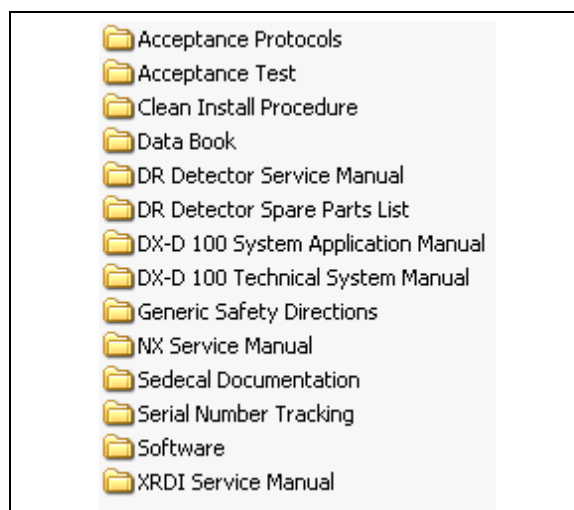 Acceptance Protocols
Acceptance Test
Clean Install Procedure
Data Book
DR Detector Service Manual
DR Detector Spare Parts List
DX-D 100 System Application Manual
DX-D 100 Technical System Manual
Generic Safety Directions
NX Service Manual
Sedecal Documentation
Serial Number Tracking
Software
XRDI Service Manual